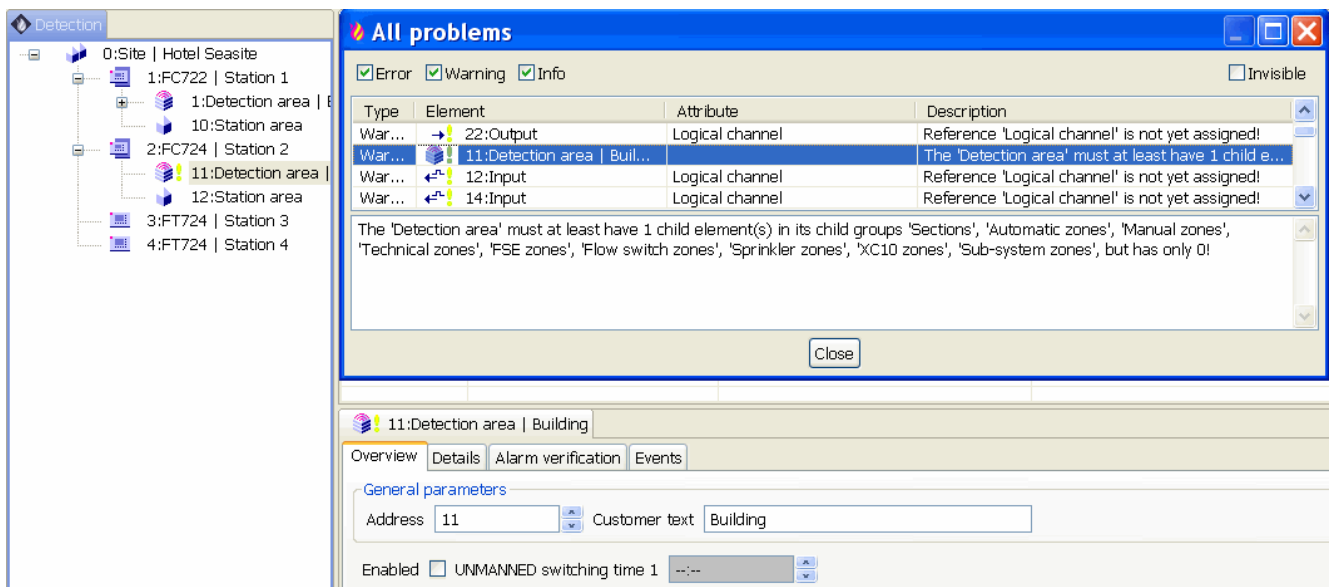 Detection
0:Site | Hotel Seasite
1:FC722 | Station 1
1:Detection area |
10:Station area
2:FC724 | Station 2
11:Detection area |
12:Station area
3:FT724 | Station 3
4:FT724 | Station 4
All problems
Error Warning Info Invisible
Type Element Attribute Description
War... 22:Output Logical channel Reference 'Logical channel' is not yet assigned!
War... 11:Detection area | Buil... The 'Detection area' must at least have 1 child e...
War... 12:Input Logical channel Reference 'Logical channel' is not yet assigned!
War... 14:Input Logical channel Reference 'Logical channel' is not yet assigned!
The 'Detection area' must at least have 1 child element(s) in its child groups 'Sections', 'Automatic zones', 'Manual zones',
'Technical zones', 'FSE zones', 'Flow switch zones', 'Sprinkler zones', 'XC10 zones', 'Sub-system zones', but has only 0!
Close
11:Detection area | Building
Overview Details Alarm verification Events
General parameters
Address 11 Customer text Building
Enabled UNMANNED switching time 1 --:--